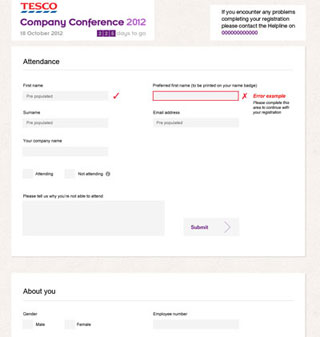 TESCO
Company Conference 2012
18 October 2012
days to go
If you encounter any problems
completing your registration
please contact the Helpline on
00000000000
Attendance
First name
Preferred first name (to be printed on your name badge)
Pre populated
✓
✗
Error example
Please complete this
area to continue with
your registration
Surname
Email address
Pre populated
Pre populated
Your company name
Attending
Not attending
Please tell us why you're not able to attend
Submit
About you
Gender
Employee number
Male
Female